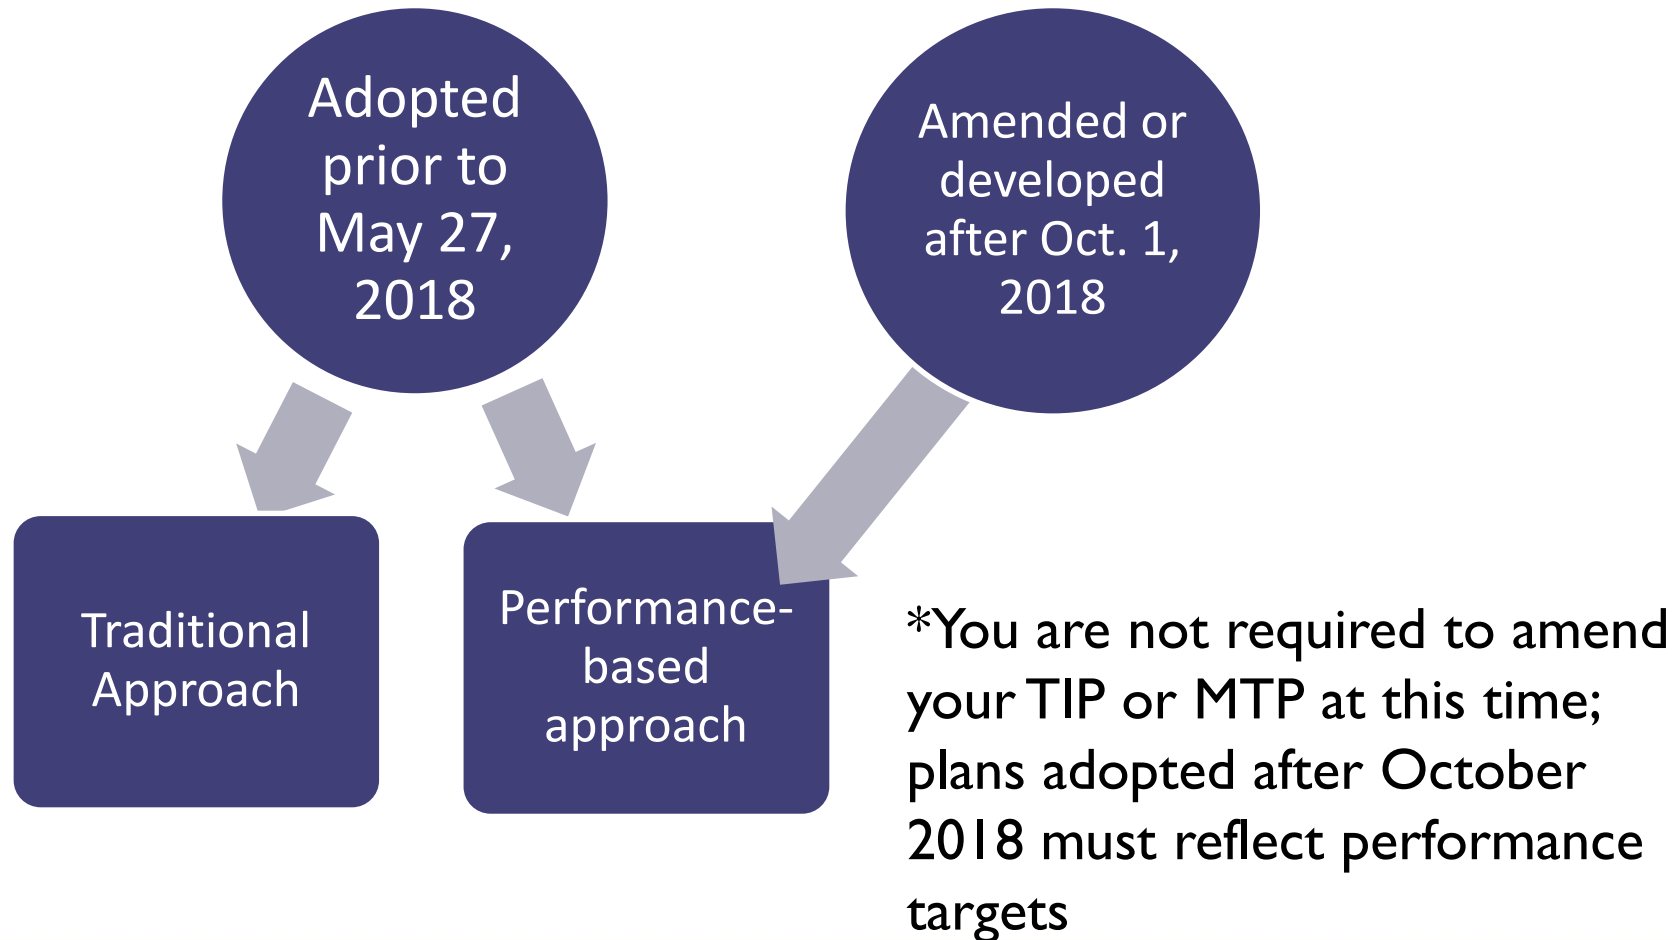 Adopted
prior to
May 27,
2018
Amended or
developed
after Oct. 1,
2018
Traditional
Approach
Performance-
based
approach
*You are not required to amend
your TIP or MTP at this time;
plans adopted after October
2018 must reflect performance
targets